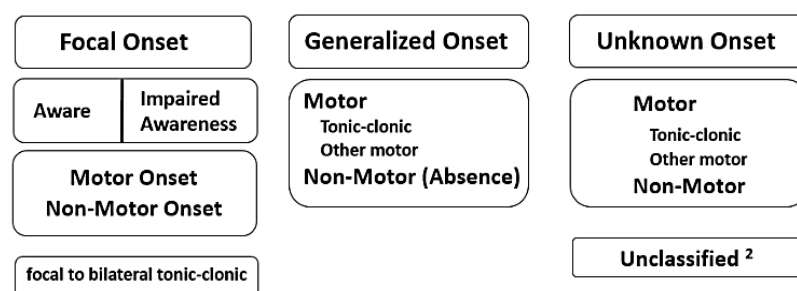 Focal Onset
Aware
Impaired
Awareness
Motor Onset
Non-Motor Onset
focal to bilateral tonic-clonic
Generalized Onset
Motor
Tonic-clonic
Other motor
Non-Motor (Absence)
Unknown Onset
Motor
Tonic-clonic
Other motor
Non-Motor
Unclassified ²